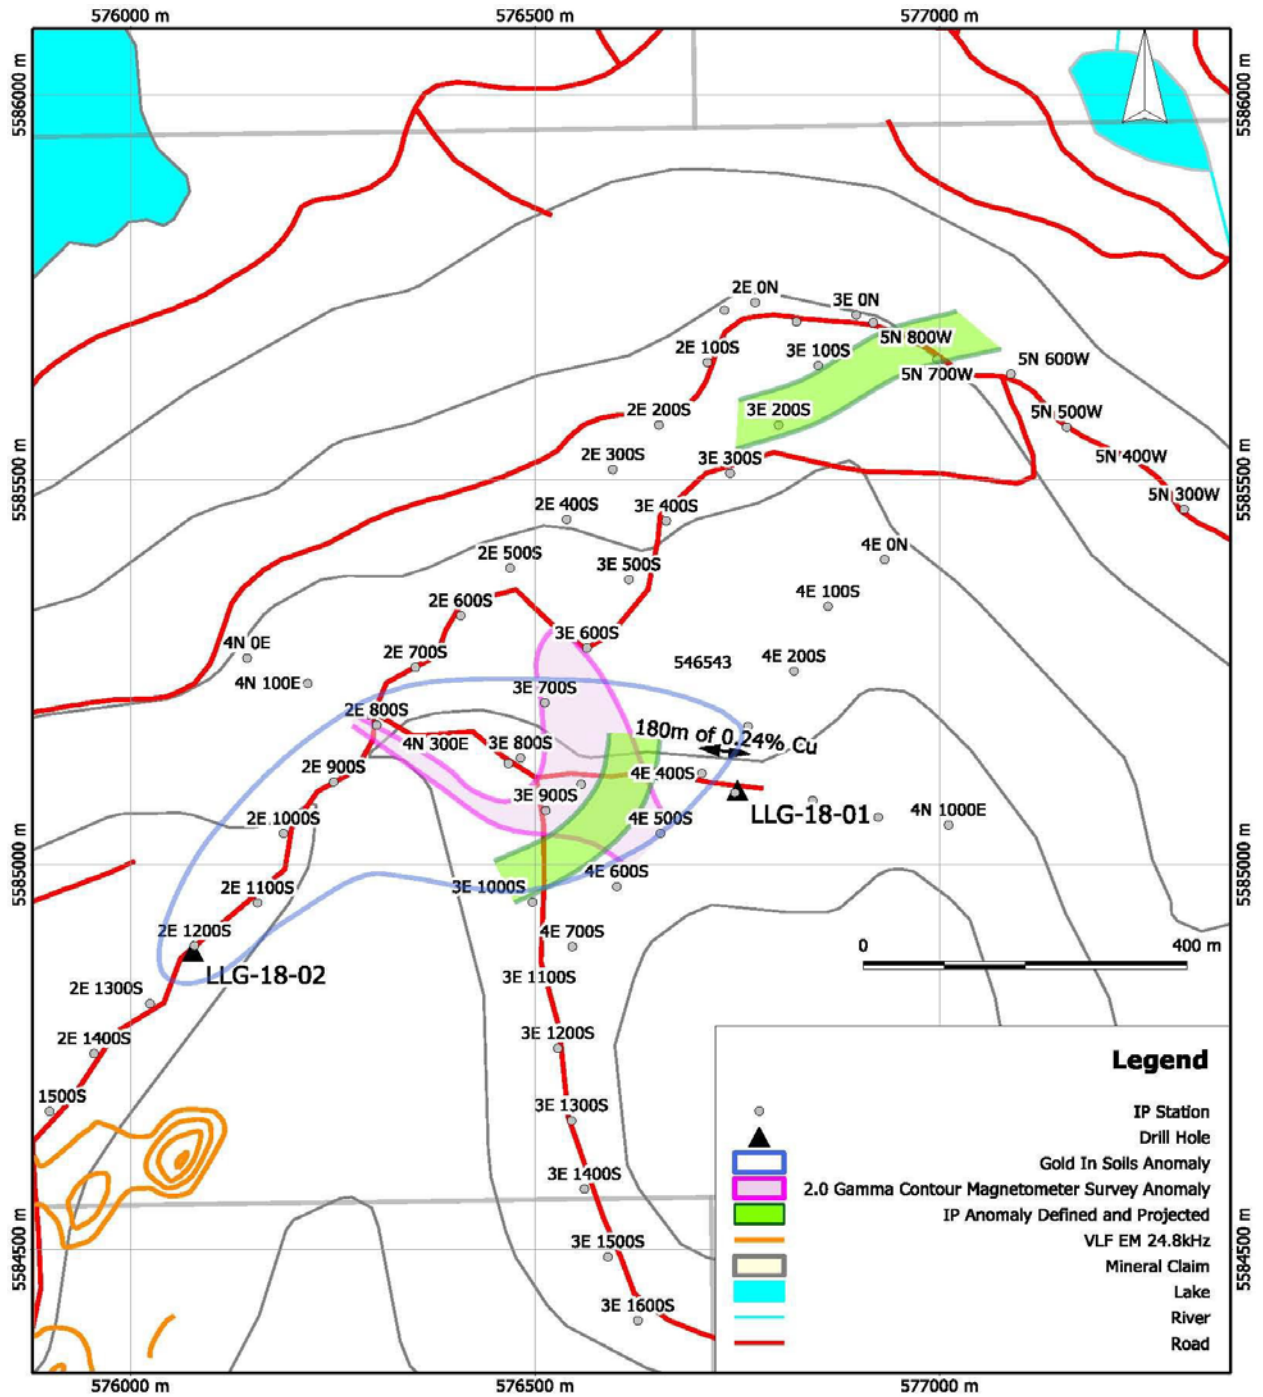 576000 m
576500 m
577000 m
5586000 m
5586000 m
2E 0N
3E 0N
5N 800W
2E 100S
3E 100S
5N 600W
5N 700W
2E 200S
3E 200S
5N 500W
2E 300S
3E 300S
5N 400W
5585500 m
5585500 m
5N 300W
2E 400S
3E 400S
4E 0N
2E 500S
3E 500S
4E 100S
2E 600S
3E 600S
4N 0E
2E 700S
546543
4E 200S
4N 100E
3E 700S
2E 800S
180m of 0.24% Cu
4N 300E
3E 800S
2E 900S
4E 400S
3E 900S
LLG-18-01
4N 1000E
2E 1000S
4E 500S
5585000 m
5585000 m
4E 600S
2E 1100S
3E 1000S
2E 1200S
4E 700S
0
400 m
LLG-18-02
3E 1100S
2E 1300S
2E 1400S
3E 1200S
Legend
1500S
3E 1300S
IP Station
Drill Hole
Gold In Soils Anomaly
3E 1400S
2.0 Gamma Contour Magnetometer Survey Anomaly
IP Anomaly Defined and Projected
3E 1500S
VLF EM 24.8kHz
5584500 m
5584500 m
Mineral Claim
Lake
3E 1600S
River
Road
576000 m
576500 m
577000 m